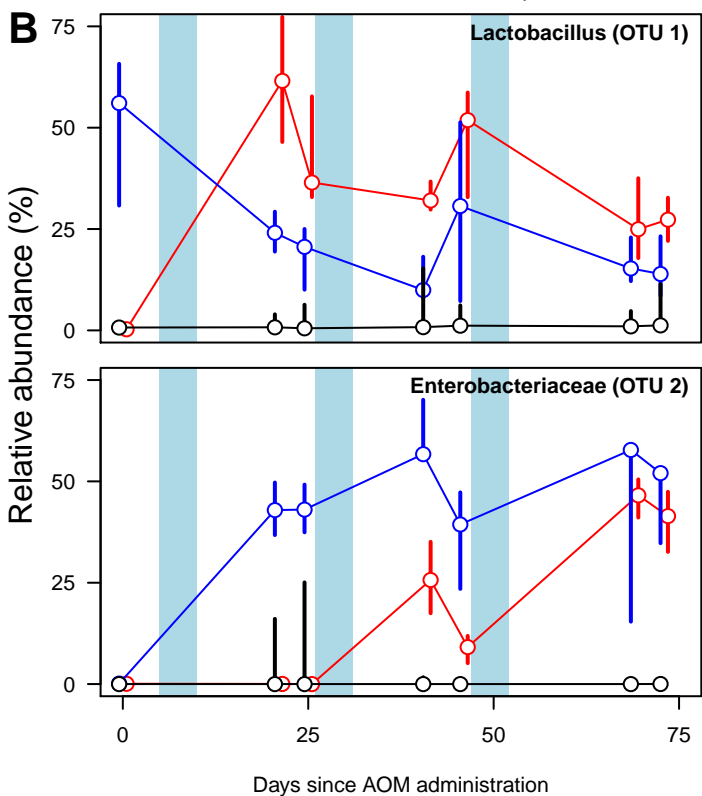 B
Lactobacillus (OTU 1)
75
50
25
0
Relative abundance (%)
Enterobacteriaceae (OTU 2)
75
50
25
0
0 25 50 75
Days since AOM administration